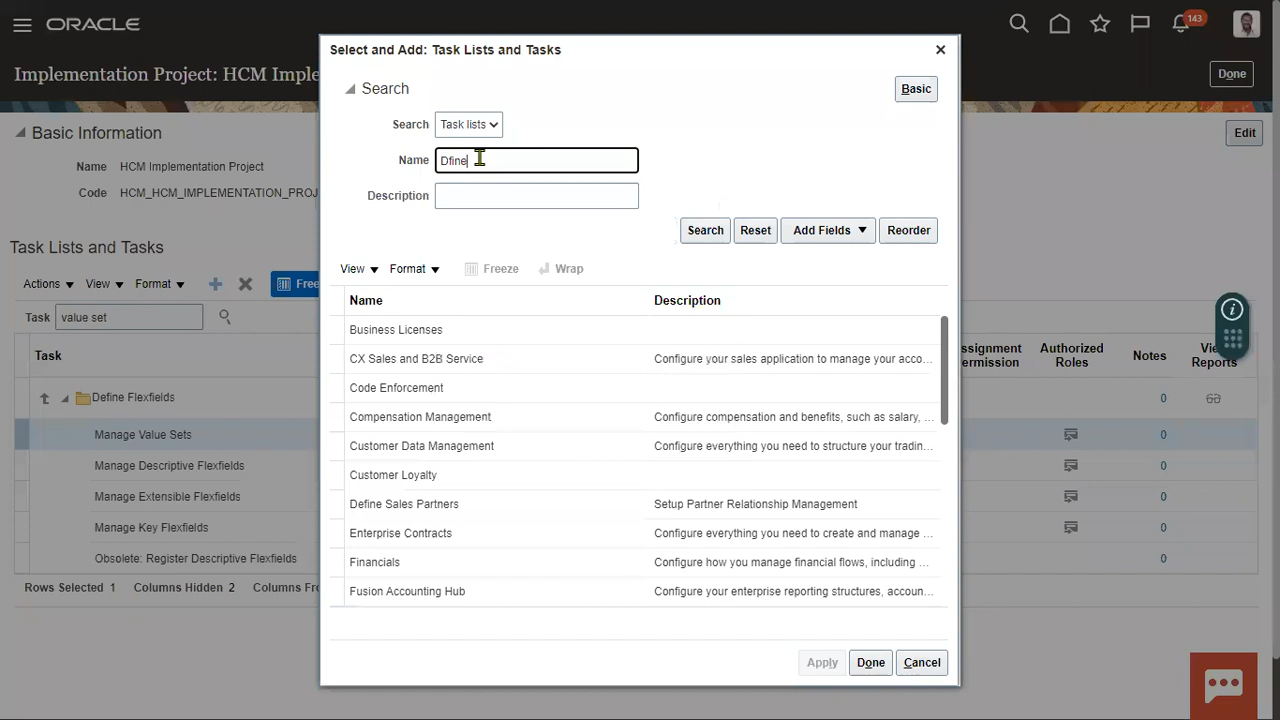 ORACLE
143
Implementation Project: HCM Imple
Done
Basic Information
Edit
Name HCM Implementation Project
Code HCM_HCM_IMPLEMENTATION_PROJ
Task Lists and Tasks
Actions View Format Free
Task value set
Task
ssignment ermission Authorized Roles Notes View Reports
Define Flexfields 0
Manage Value Sets 0
Manage Descriptive Flexfields 0
Manage Extensible Flexfields 0
Manage Key Flexfields 0
Obsolete: Register Descriptive Flexfields 0
Rows Selected 1 Columns Hidden 2 Columns Fro
Select and Add: Task Lists and Tasks
Search
Basic
Search Task lists
Name Dfine
Description
Search Reset Add Fields Reorder
View Format Freeze Wrap
Name Description
Business Licenses
CX Sales and B2B Service Configure your sales application to manage your acco...
Code Enforcement
Compensation Management Configure compensation and benefits, such as salary, ...
Customer Data Management Configure everything you need to structure your tradin...
Customer Loyalty
Define Sales Partners Setup Partner Relationship Management
Enterprise Contracts Configure everything you need to create and manage ...
Financials Configure how you manage financial flows, including ...
Fusion Accounting Hub Configure your enterprise reporting structures, accoun...
Apply Done Cancel